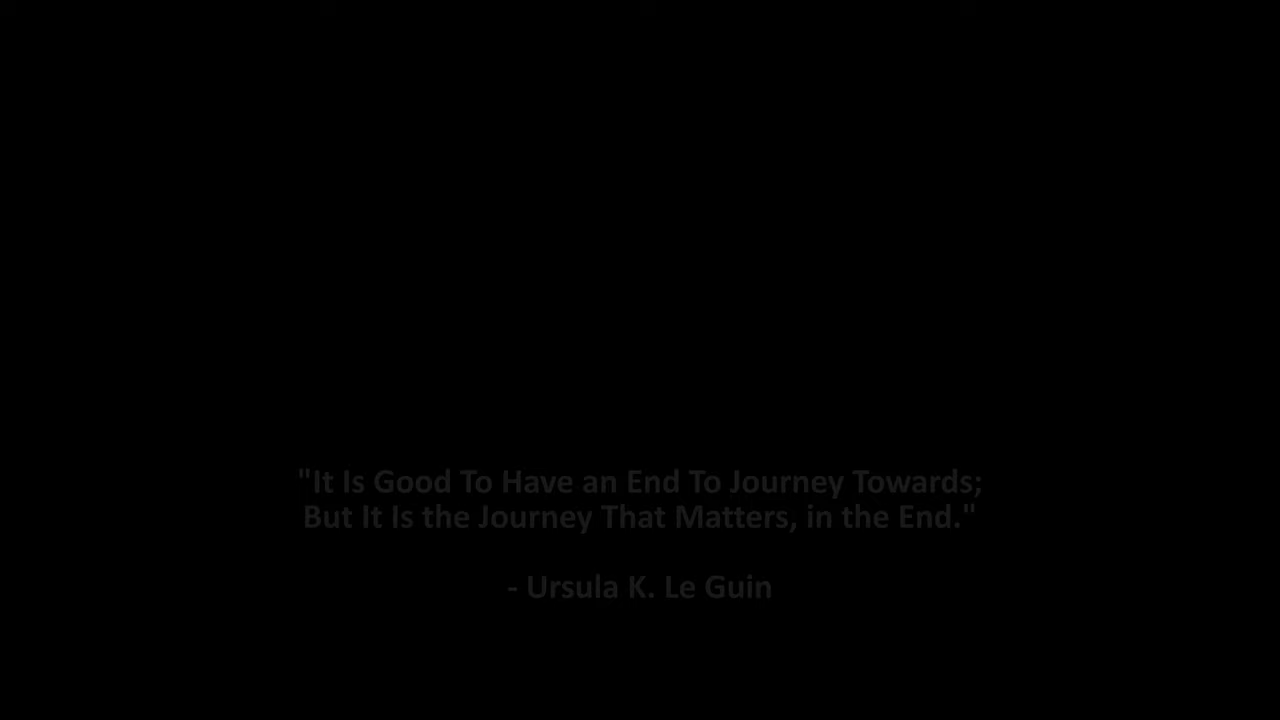 "It Is Good To Have an End To Journey Towards;
But It Is the Journey That Matters, in the End."
- Ursula K. Le Guin